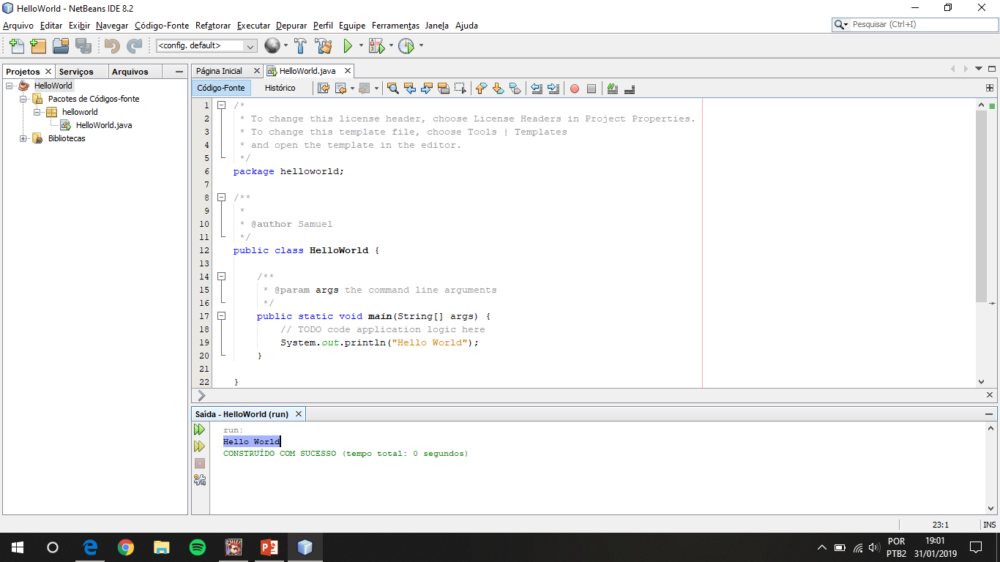 HelloWorld - NetBeans IDE 8.2
Arquivo Editar Exibir Navegar Código-Fonte Refatorar Executar Depurar Perfil Equipe Ferramentas Janela Ajuda
Pesquisar (Ctrl+I)
<config. default>
Projetos Serviços Arquivos
Página Inicial HelloWorld.java
HelloWorld
Pacotes de Códigos-fonte
helloworld
HelloWorld.java
Bibliotecas
Código-Fonte Histórico
1 /*
2 * To change this license header, choose License Headers in Project Properties.
3 * To change this template file, choose Tools | Templates
4 * and open the template in the editor.
5 */
6 package helloworld;
7
8 /**
9 *
10 * @author Samuel
11 */
12 public class HelloWorld {
13
14 /**
15 * @param args the command line arguments
16 */
17 public static void main(String[] args) {
18 // TODO code application logic here
19 System.out.println("Hello World");
20 }
21
22 }
Saída - HelloWorld (run)
run:
Hello World
CONSTRUÍDO COM SUCESSO (tempo total: 0 segundos)
23:1 INS
POR
PTB2
19:01
31/01/2019